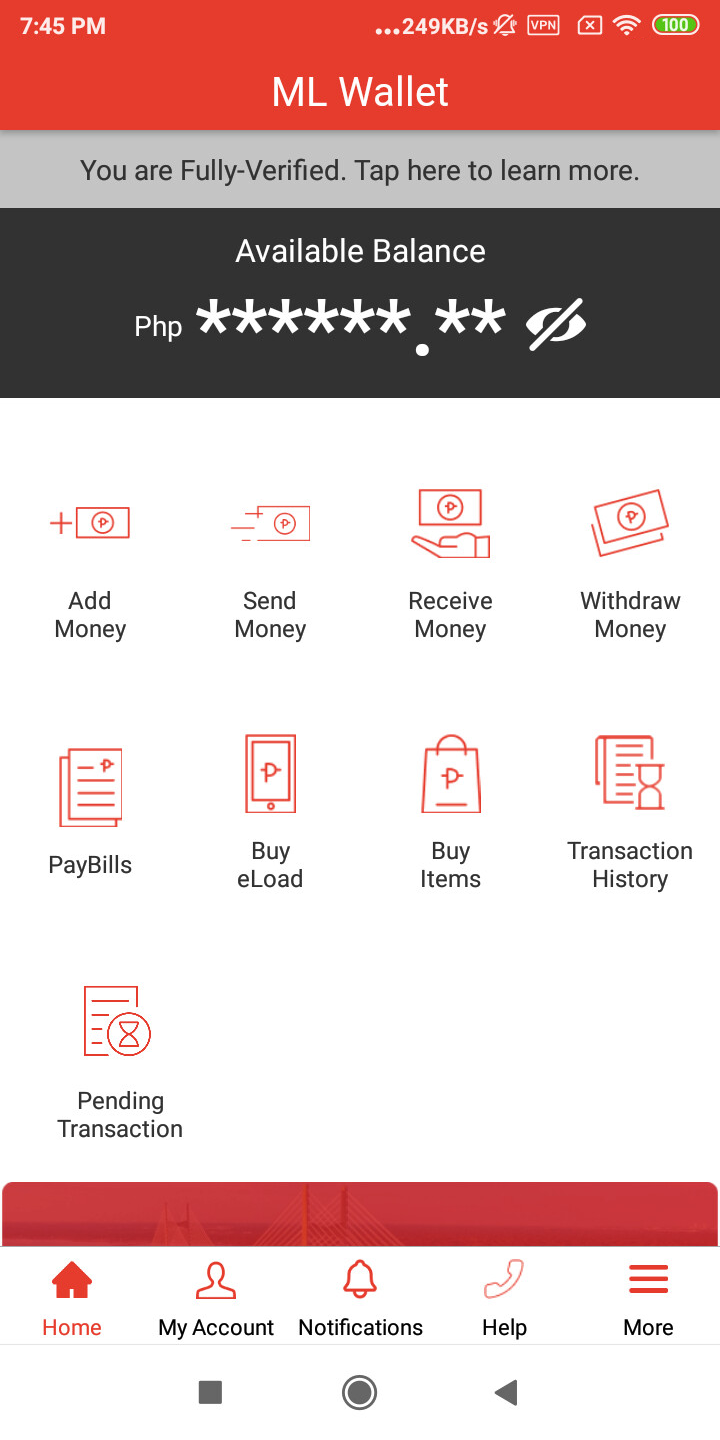 7:45 PM
...249KB/s VPN 100
ML Wallet
You are Fully-Verified. Tap here to learn more.
Available Balance
Php ******.**
Add
Money
Send
Money
Receive
Money
Withdraw
Money
PayBills
Buy
eLoad
Buy
Items
Transaction
History
Pending
Transaction
Home
My Account
Notifications
Help
More